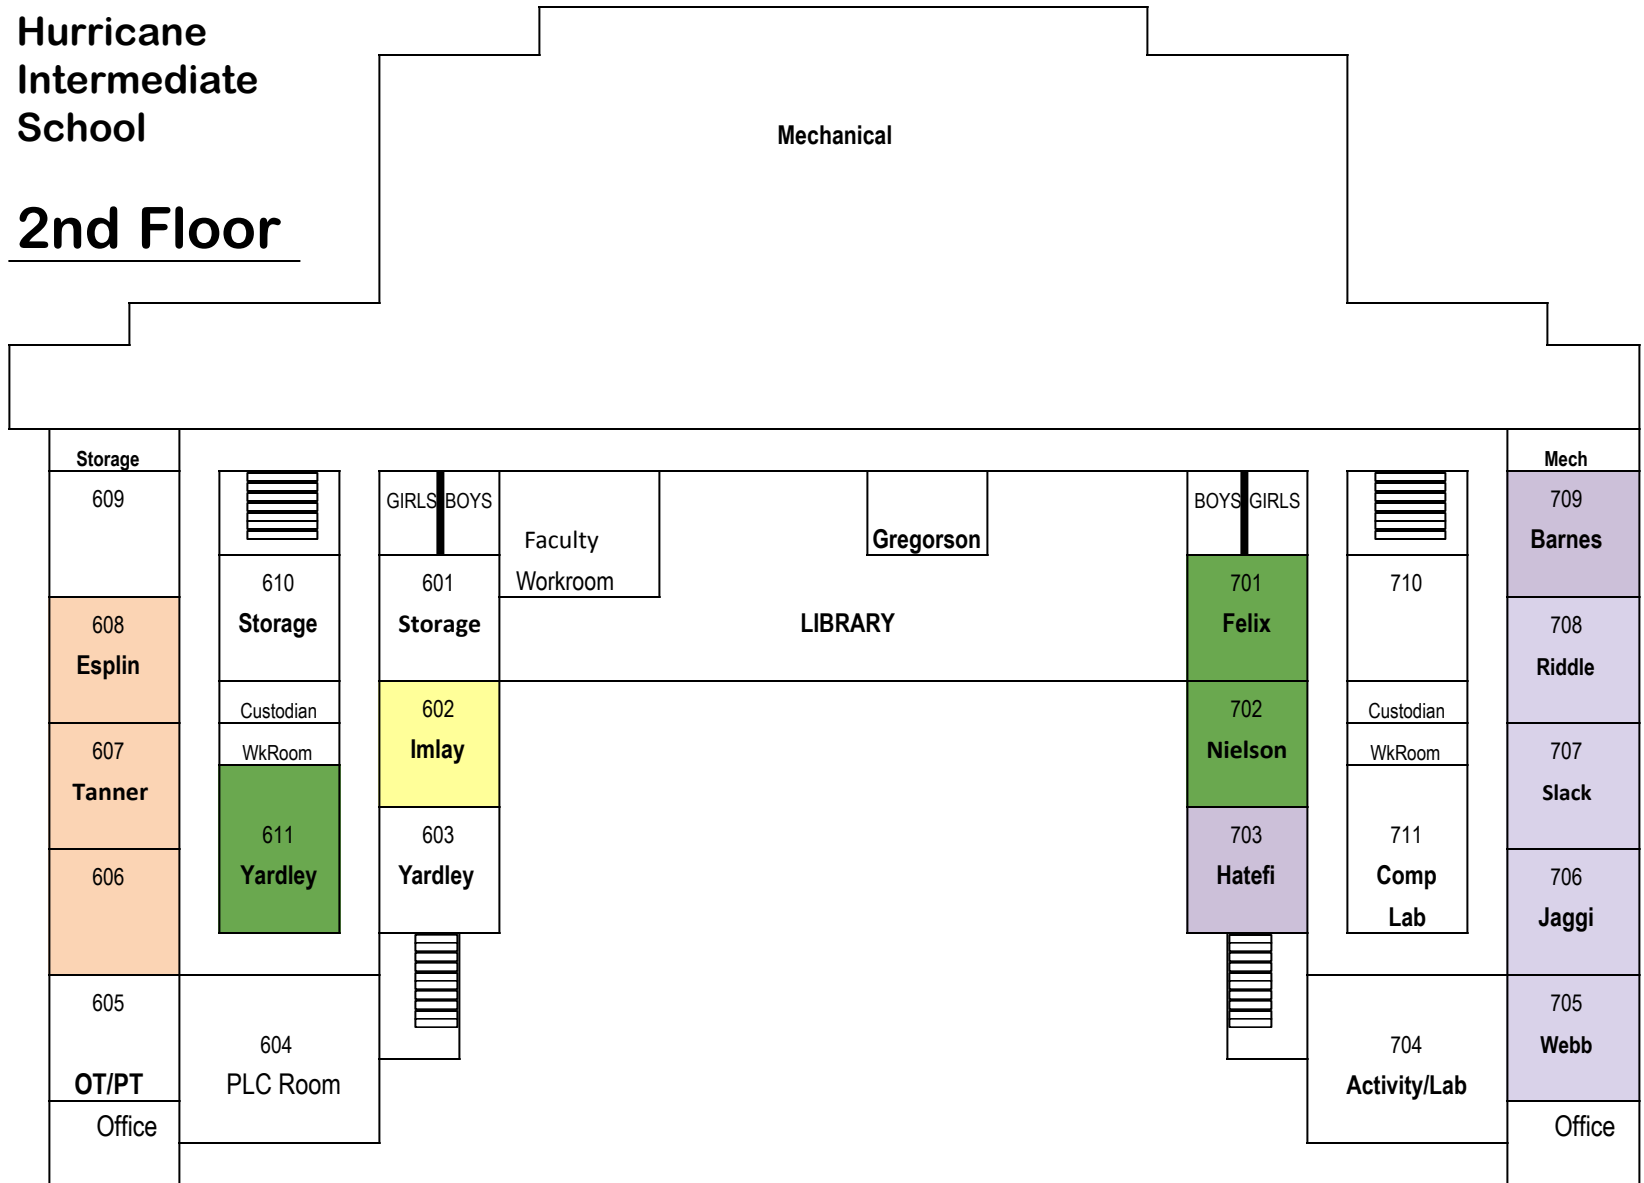 Hurricane
Intermediate
School
2nd Floor
Mechanical
Storage
609
608
Esplin
607
Tanner
606
605
OT/PT
Office
610
Storage
Custodian
WkRoom
611
Yardley
604
PLC Room
GIRLS BOYS
601
Storage
602
Imlay
603
Yardley
Faculty
Workroom
Gregorson
LIBRARY
BOYS GIRLS
701
Felix
702
Nielson
703
Hatefi
710
Custodian
WkRoom
711
Comp
Lab
704
Activity/Lab
Mech
709
Barnes
708
Riddle
707
Slack
706
Jaggi
705
Webb
Office